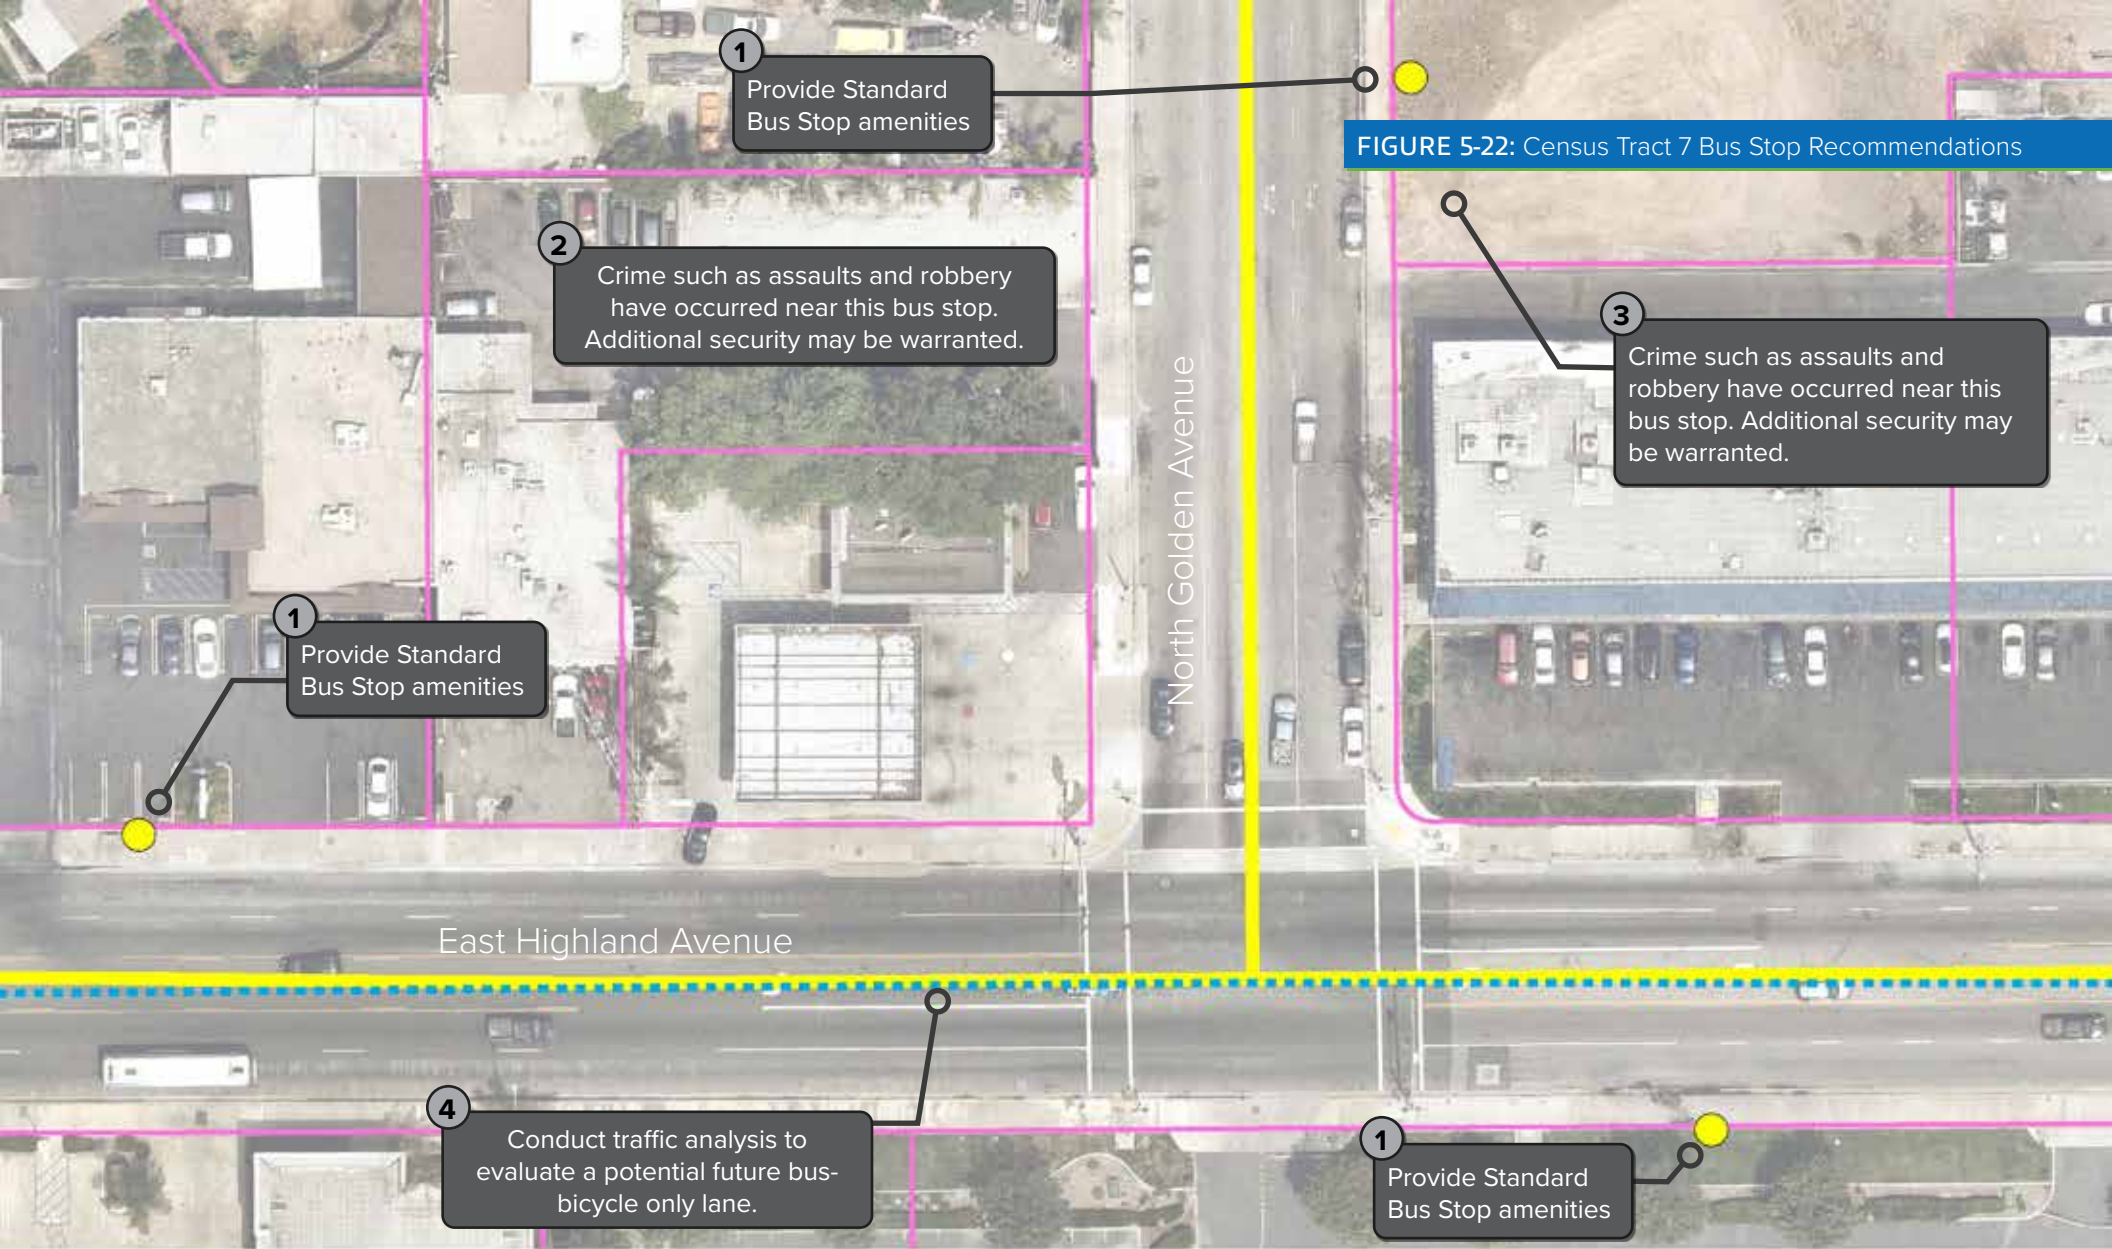 1
Provide Standard
Bus Stop amenities
FIGURE 5-22: Census Tract 7 Bus Stop Recommendations
2
Crime such as assaults and robbery
have occurred near this bus stop.
Additional security may be warranted.
3
Crime such as assaults and
robbery have occurred near this
bus stop. Additional security may
be warranted.
North Golden Avenue
1
Provide Standard
Bus Stop amenities
East Highland Avenue
4
Conduct traffic analysis to
evaluate a potential future bus-
bicycle only lane.
1
Provide Standard
Bus Stop amenities